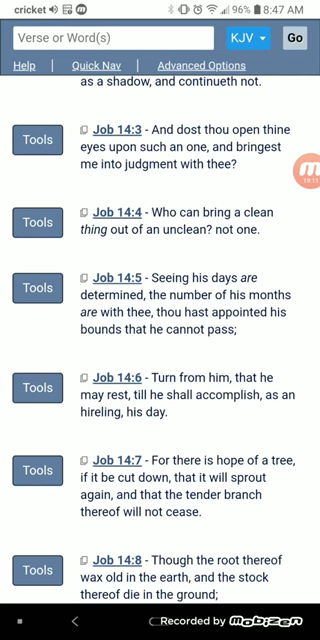 cricket 96% 8:47 AM
Verse or Word(s) KJV Go
Help | Quick Nav | Advanced Options
as a shadow, and continueth not.
Tools
Job 14:3 - And dost thou open thine
eyes upon such an one, and bringest
me into judgment with thee?
19:11
Tools
Job 14:4 - Who can bring a clean
thing out of an unclean? not one.
Tools
Job 14:5 - Seeing his days are
determined, the number of his months
are with thee, thou hast appointed his
bounds that he cannot pass;
Tools
Job 14:6 - Turn from him, that he
may rest, till he shall accomplish, as an
hireling, his day.
Tools
Job 14:7 - For there is hope of a tree,
if it be cut down, that it will sprout
again, and that the tender branch
thereof will not cease.
Tools
Job 14:8 - Though the root thereof
wax old in the earth, and the stock
thereof die in the ground;
Recorded by mobizen